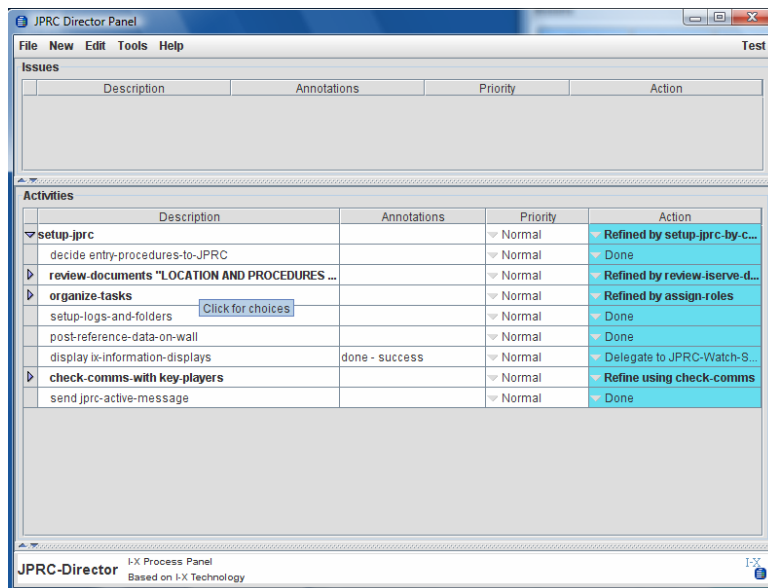 JPRC Director Panel
File New Edit Tools Help Test
Issues
Description Annotations Priority Action
Activities
Description Annotations Priority Action
setup-jprc Normal Refined by setup-jprc-by-c...
decide entry-procedures-to-JPRC Normal Done
review-documents "LOCATION AND PROCEDURES ... Normal Refined by review-iserve-d...
organize-tasks Normal Refined by assign-roles
Click for choices
setup-logs-and-folders Normal Done
post-reference-data-on-wall Normal Done
display ix-information-displays done - success Normal Delegate to JPRC-Watch-S...
check-comms-with key-players Normal Refine using check-comms
send jprc-active-message Normal Done
JPRC-Director I-X Process Panel
Based on I-X Technology
I-X